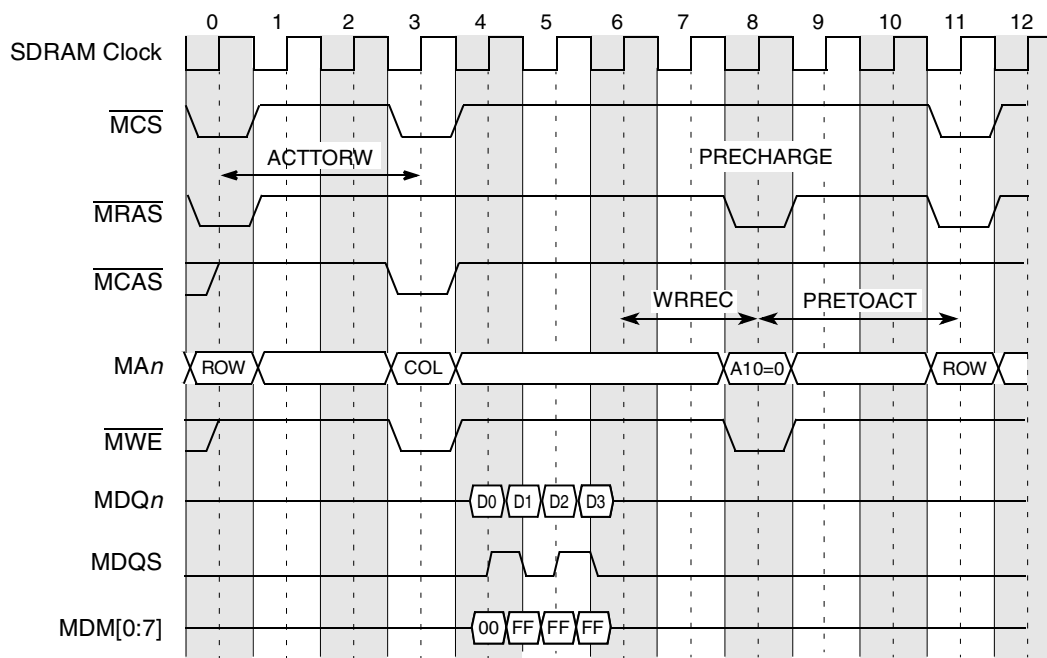 0 1 2 3 4 5 6 7 8 9 10 11 12
SDRAM Clock
MCS
ACTTORW PRECHARGE
MRAS
MCAS
WRREC PRETOACT
MAn ROW COL A10=0 ROW
MWE
MDQn D0 D1 D2 D3
MDQS
MDM[0:7] 00 FF FF FF